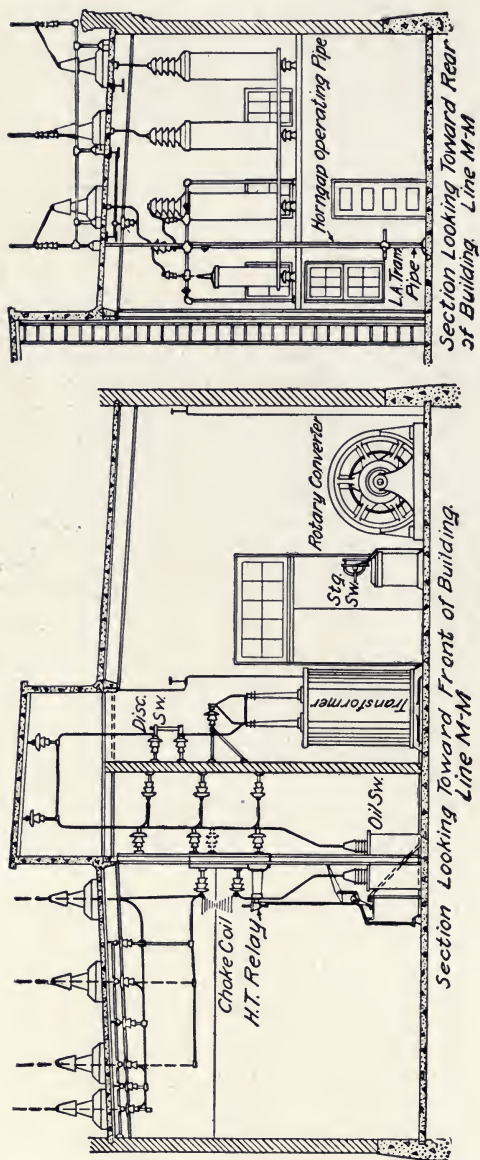 Horngap operating Pipe
L.A. Tram.
Pipe
Section Looking Toward Rear
of Building. Line M-M
Disc.
Sw.
Choke Coil
H.T. Relay
Oil Sw.
Transformer
Stg.
Sw.
Rotary Converter
Section Looking Toward Front of Building.
Line M-M